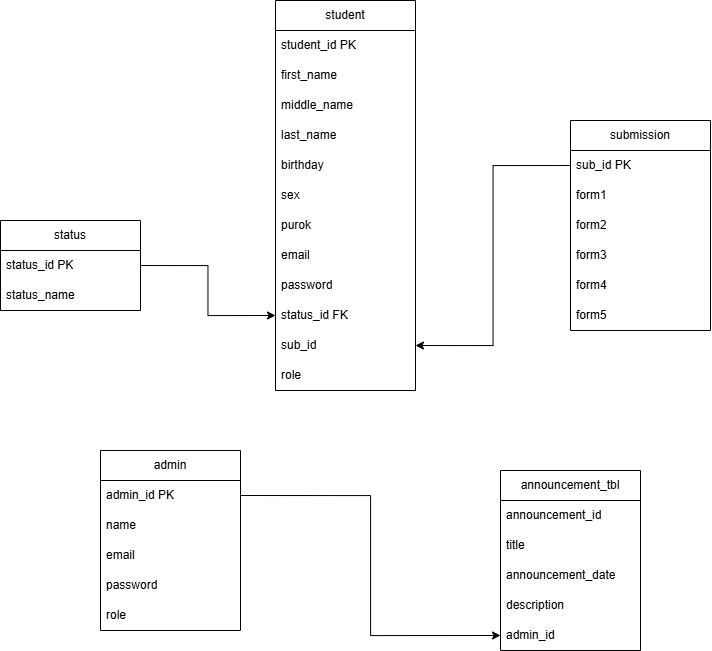 student
student_id PK
first_name
middle_name
last_name
birthday
sex
purok
email
password
status_id FK
sub_id
role
submission
sub_id PK
form1
form2
form3
form4
form5
status
status_id PK
status_name
admin
admin_id PK
name
email
password
role
announcement_tbl
announcement_id
title
announcement_date
description
admin_id